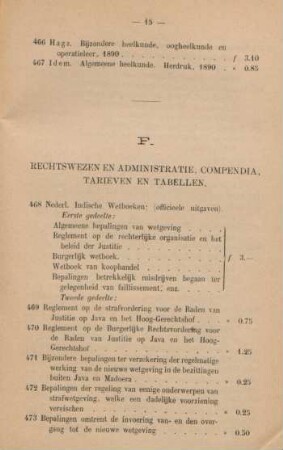 — 45 —
466 Haga. Bijzondere heelkunde, oogheelkunde en
operatieleer, 1890 . . . . . . . . ƒ 3.10
467 Idem. Algemeene heelkunde. Herdruk, 1890 . „ 0.85
F.
RECHTSWEZEN EN ADMINISTRATIE, COMPENDIA,
TARIEVEN EN TABELLEN.
468 Nederl. Indische Wetboeken: (officieele uitgaven).
Eerste gedeelte:
Algemeene bepalingen van wetgeving
Reglement op de rechterlijke organisatie en het
beleid der Justitie
Burgerlijk wetboek.
Wetboek van koophandel
Bepalingen betrekkelijk misdrijven begaan ter
gelegenheid van faillissement, enz.
ƒ 3.—
Tweede gedeelte:
469 Reglement op de strafvordering voor de Raden van
Justitie op Java en het Hoog-Gerechtshof . . „ 0.75
470 Reglement op de Burgerlijke Rechtsvordering voor
de Raden van Justitie op Java en het Hoog-
Gerechtshof . . . . . . . . „ 1.25
471 Bijzondere bepalingen ter verzekering der regelmatige
werking van de nieuwe wetgeving in de bezittingen
buiten Java en Madoera . . . . . „ 0.25
472 Bepalingen der regeling van eenige onderwerpen van
strafwetgeving, welke een dadelijke voorziening
vereischen . . . . . . . . „ 0.25
473 Bepalingen omtrent de invoering van- en den over-
gang tot de nieuwe wetgeving . . . . „ 0.50